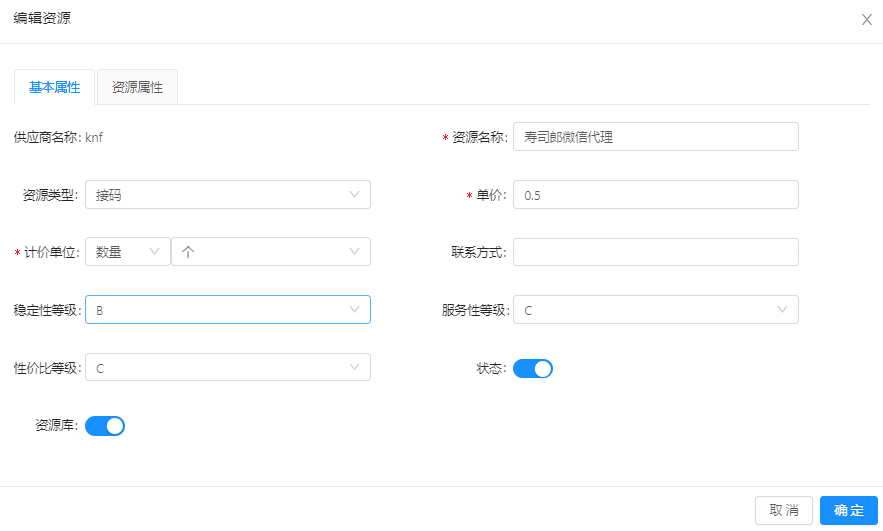 编辑资源
基本属性 资源属性
供应商名称: knf * 资源名称: 寿司郎微信代理
资源类型: 接码 * 单价: 0.5
* 计价单位: 数量 个 联系方式:
稳定性等级: B 服务性等级: C
性价比等级: C 状态:
资源库:
取 消 确 定